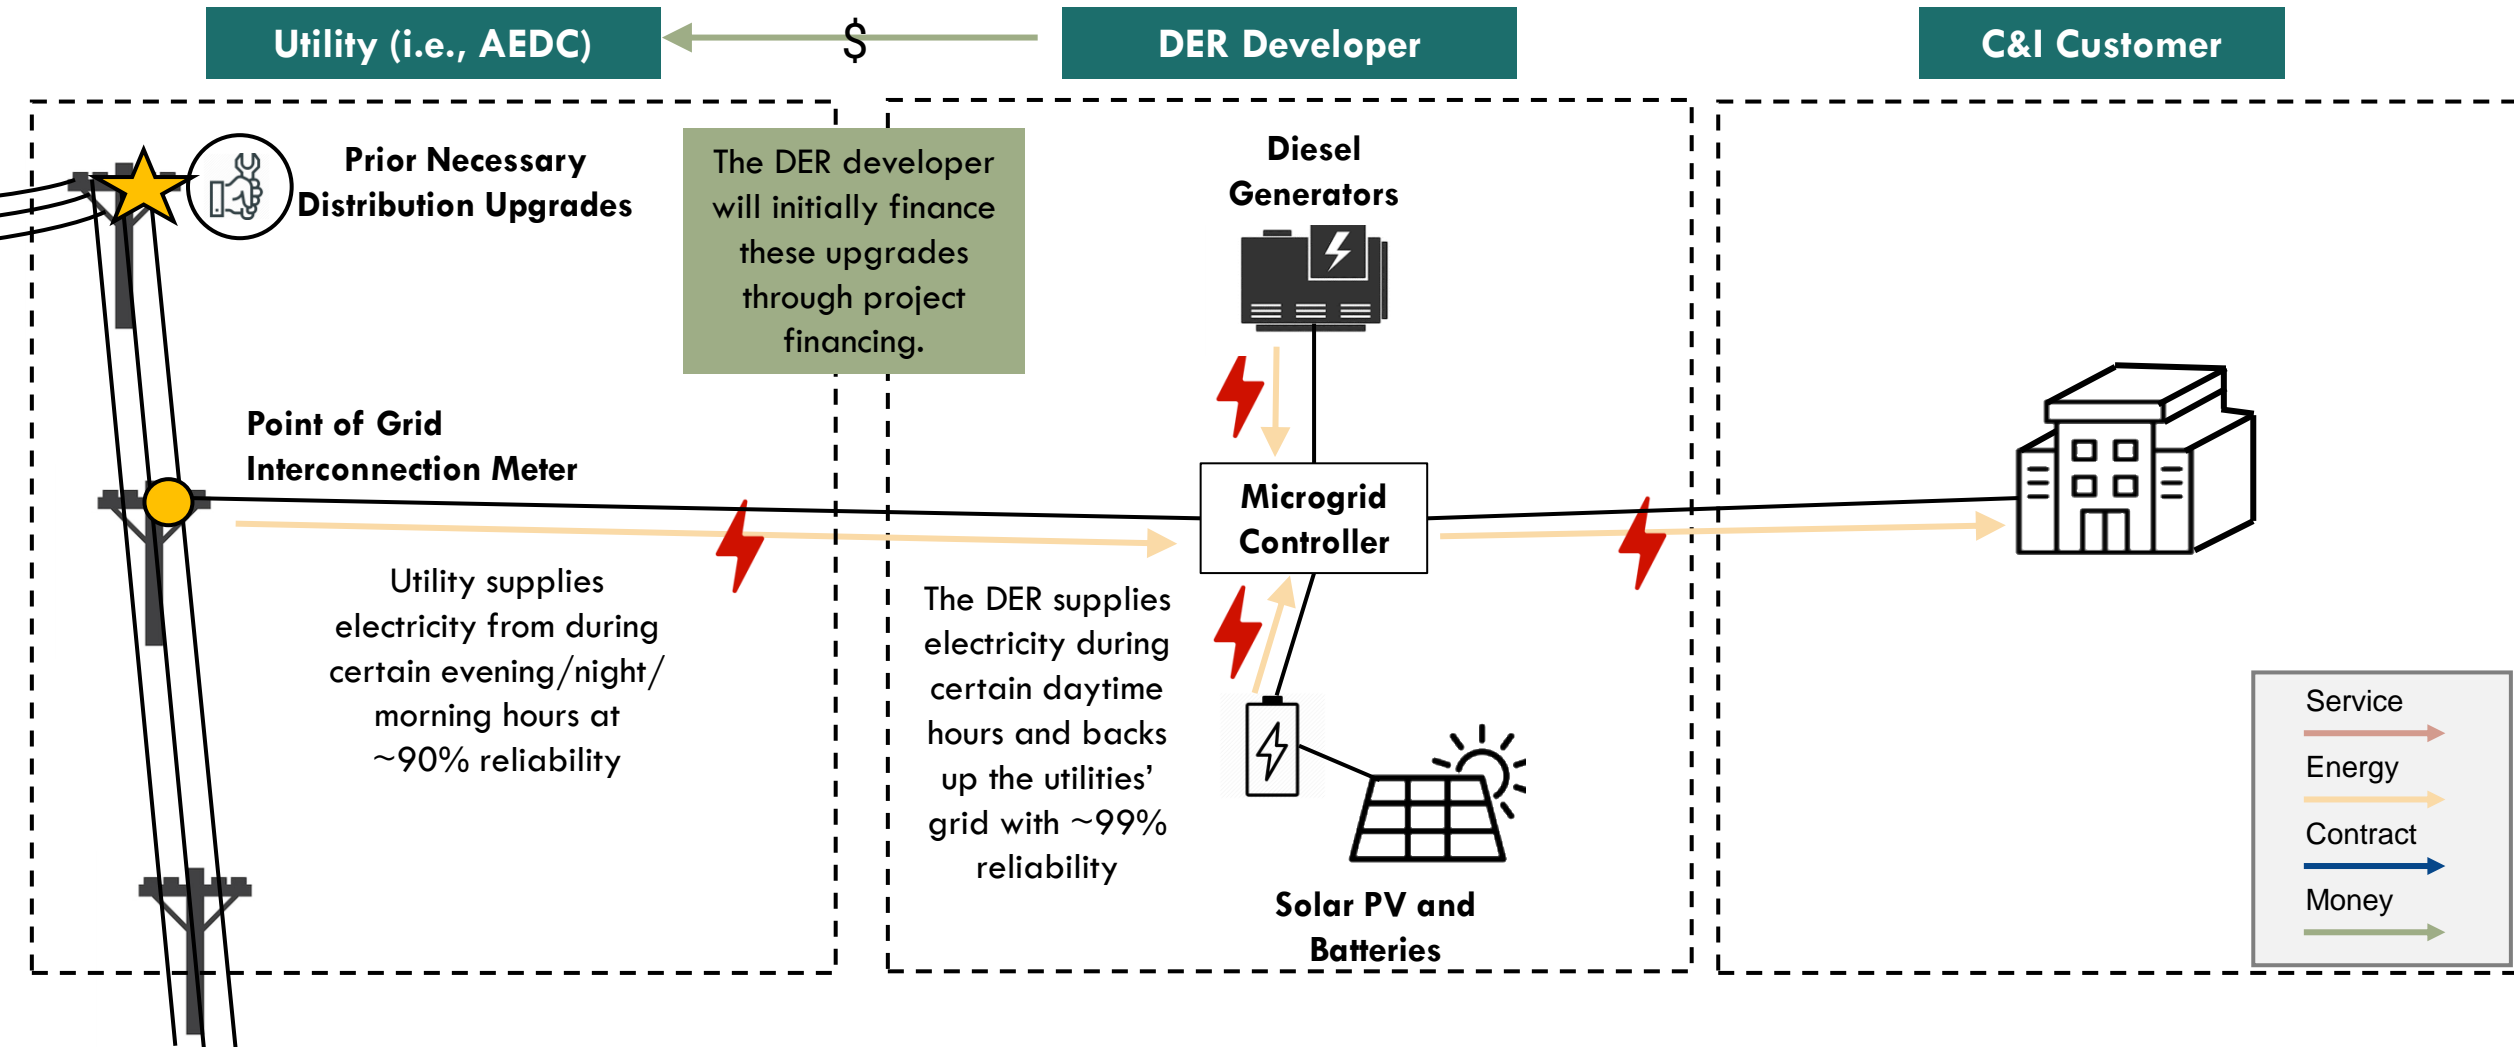 Utility (i.e., AEDC)
$
DER Developer
C&I Customer
Prior Necessary
Distribution Upgrades
The DER developer
will initially finance
these upgrades
through project
financing.
Diesel
Generators
Point of Grid
Interconnection Meter
Microgrid
Controller
Utility supplies
electricity from during
certain evening/night/
morning hours at
~90% reliability
The DER supplies
electricity during
certain daytime
hours and backs
up the utilities’
grid with ~99%
reliability
Solar PV and
Batteries
Service
Energy
Contract
Money